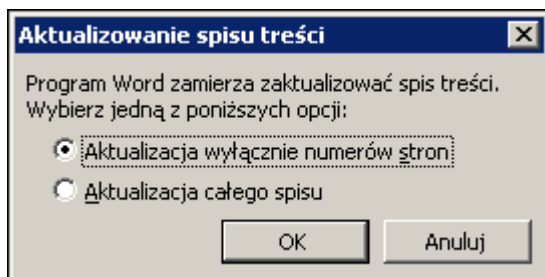 Aktualizowanie spisu treści
Program Word zamierza zaktualizować spis treści.
Wybierz jedną z poniższych opcji:
Aktualizacja wyłącznie numerów stron
Aktualizacja całego spisu
OK Anuluj